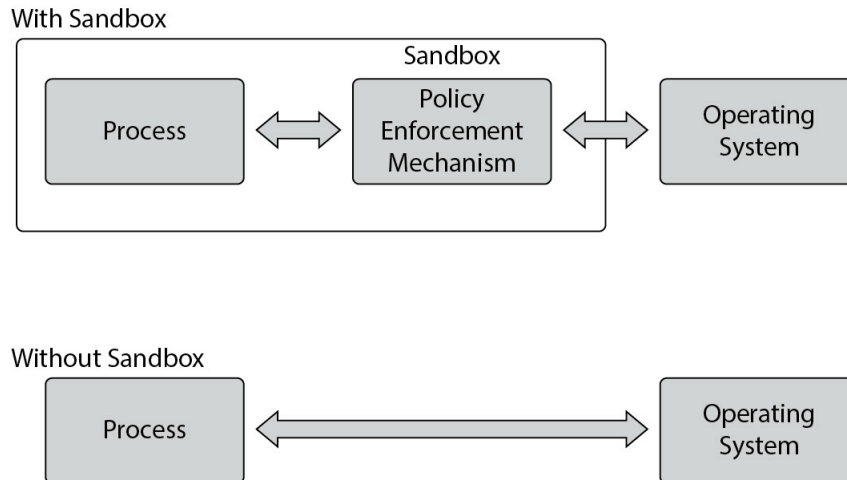 With Sandbox
Sandbox
Process
Policy
Enforcement
Mechanism
Operating
System
Without Sandbox
Process
Operating
System